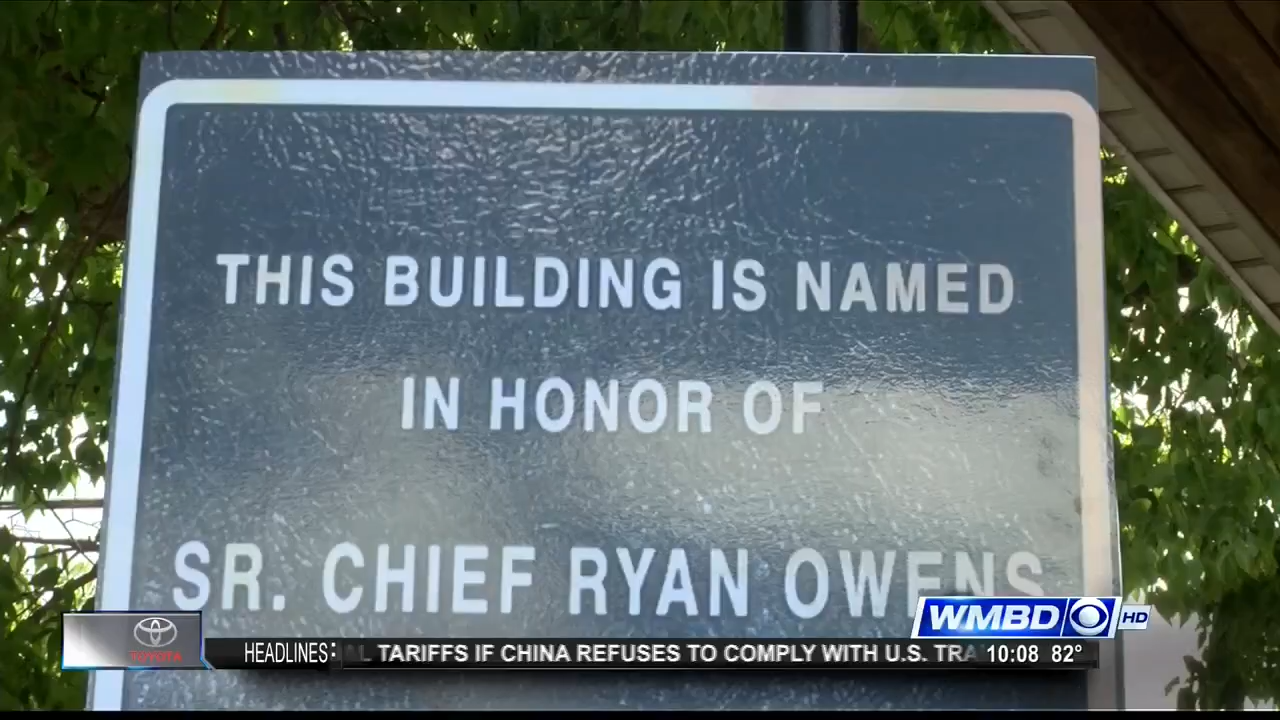 THIS BUILDING IS NAMED
IN HONOR OF
SR. CHIEF RYAN OWENS
WMBD HD
TOYOTA
HEADLINES: L TARIFFS IF CHINA REFUSES TO COMPLY WITH U.S. TRA 10:08 82°